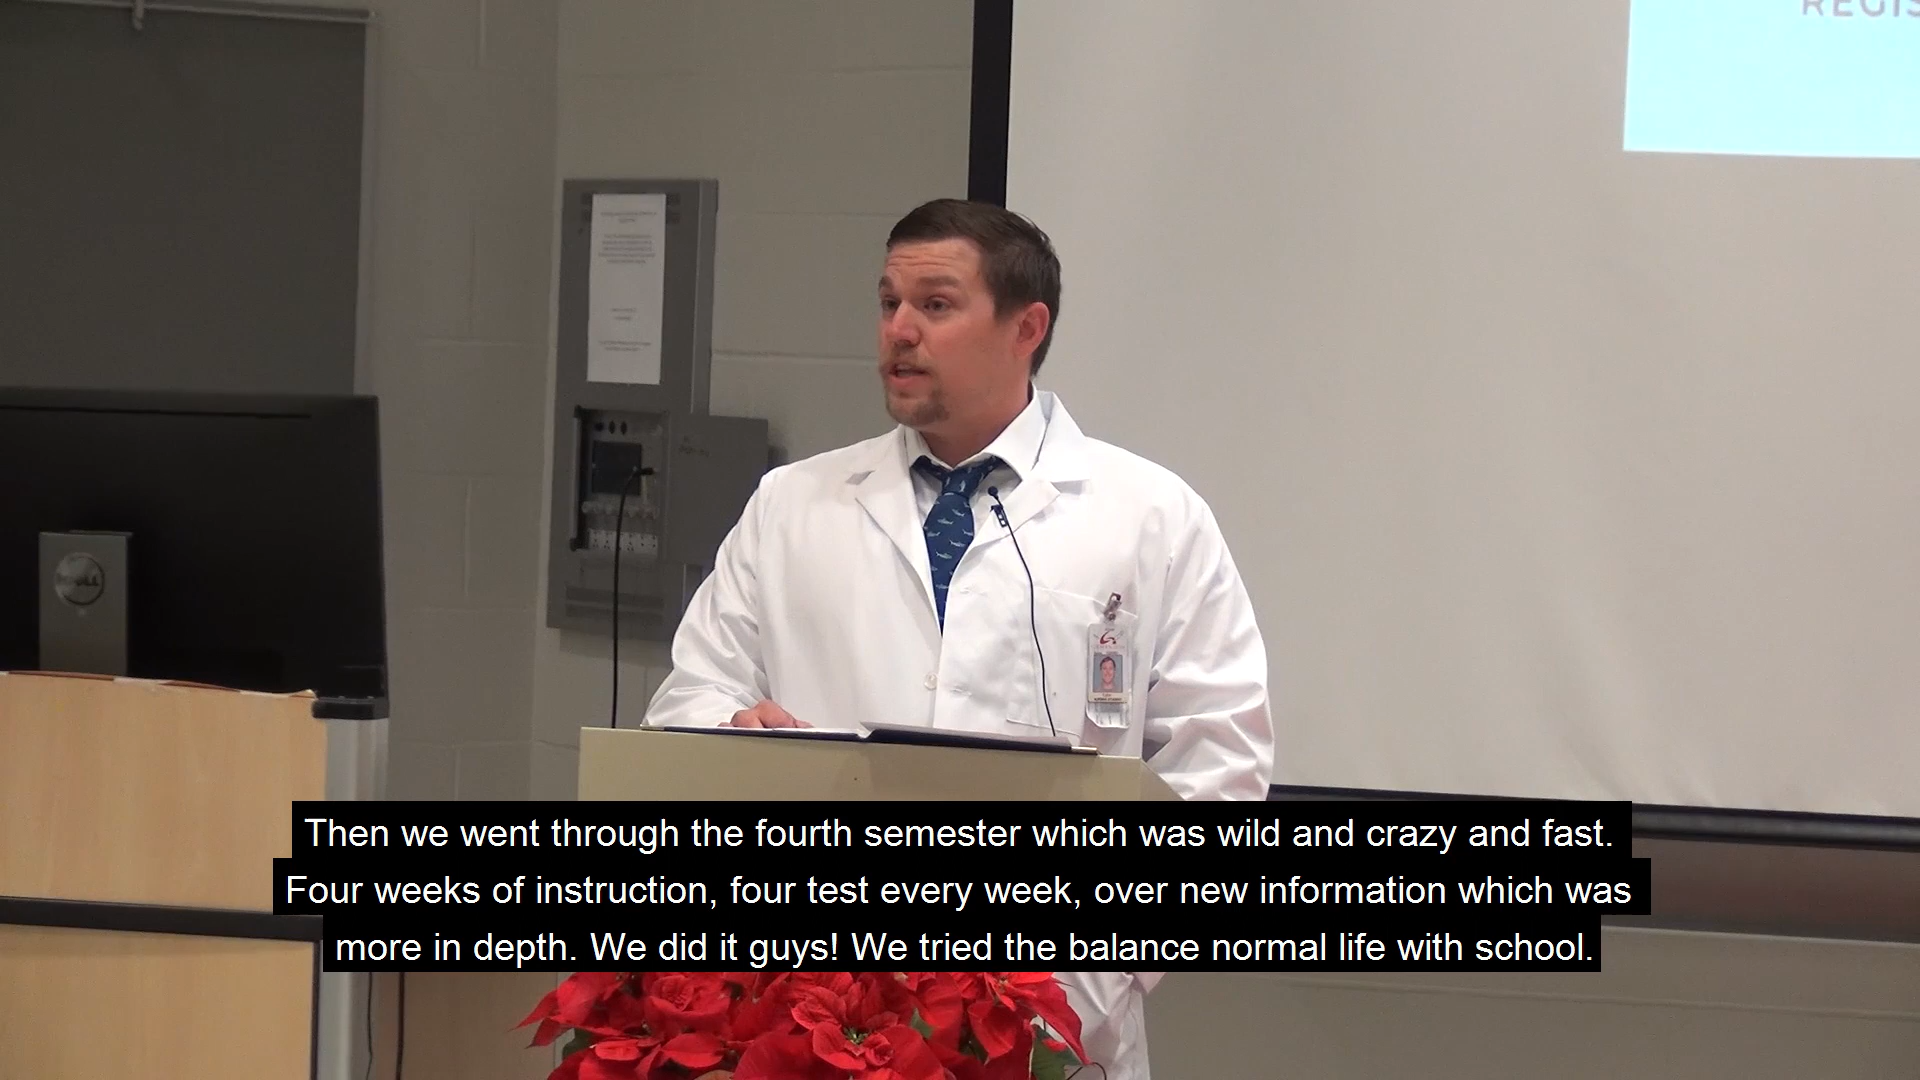 REGIS
DELL
Then we went through the fourth semester which was wild and crazy and fast.
Four weeks of instruction, four test every week, over new information which was
more in depth. We did it guys! We tried the balance normal life with school.